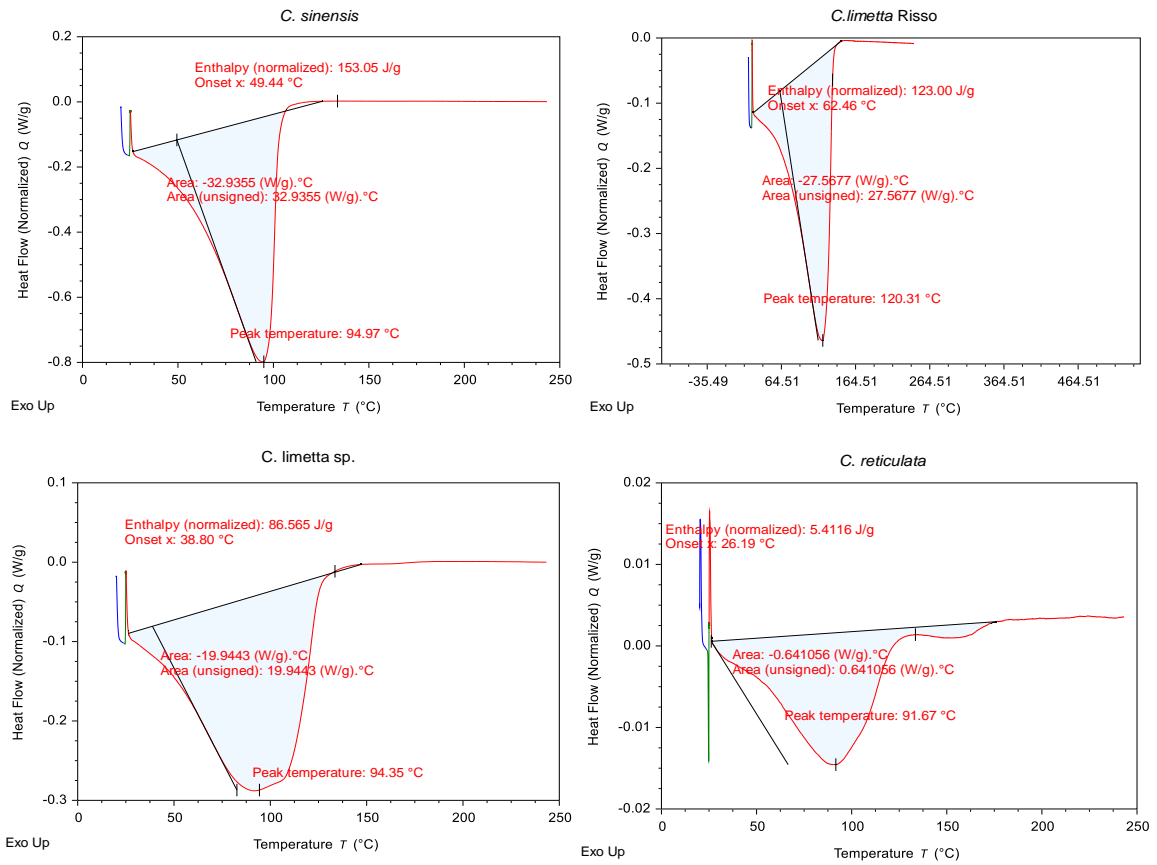 C. sinensis
0.2
0.0
-0.2
-0.4
-0.6
-0.8
Heat Flow (Normalized) Q (W/g)
Enthalpy (normalized): 153.05 J/g
Onset x: 49.44 °C
Area: -32.9355 (W/g).°C
Area (unsigned): 32.9355 (W/g).°C
Peak temperature: 94.97 °C
0 50 100 150 200 250
Exo Up
Temperature T (°C)
C.limetta Risso
0.0
-0.1
-0.2
-0.3
-0.4
-0.5
Heat Flow (Normalized) Q (W/g)
Enthalpy (normalized): 123.00 J/g
Onset x: 62.46 °C
Area: -27.5677 (W/g).°C
Area (unsigned): 27.5677 (W/g).°C
Peak temperature: 120.31 °C
-35.49 64.51 164.51 264.51 364.51 464.51
Exo Up
Temperature T (°C)
C. limetta sp.
0.1
0.0
-0.1
-0.2
-0.3
Heat Flow (Normalized) Q (W/g)
Enthalpy (normalized): 86.565 J/g
Onset x: 38.80 °C
Area: -19.9443 (W/g).°C
Area (unsigned): 19.9443 (W/g).°C
Peak temperature: 94.35 °C
0 50 100 150 200 250
Exo Up
Temperature T (°C)
C. reticulata
0.02
0.01
0.00
-0.01
-0.02
Heat Flow (Normalized) Q (W/g)
Enthalpy (normalized): 5.4116 J/g
Onset x: 26.19 °C
Area: -0.641056 (W/g).°C
Area (unsigned): 0.641056 (W/g).°C
Peak temperature: 91.67 °C
0 50 100 150 200 250
Exo Up
Temperature T (°C)